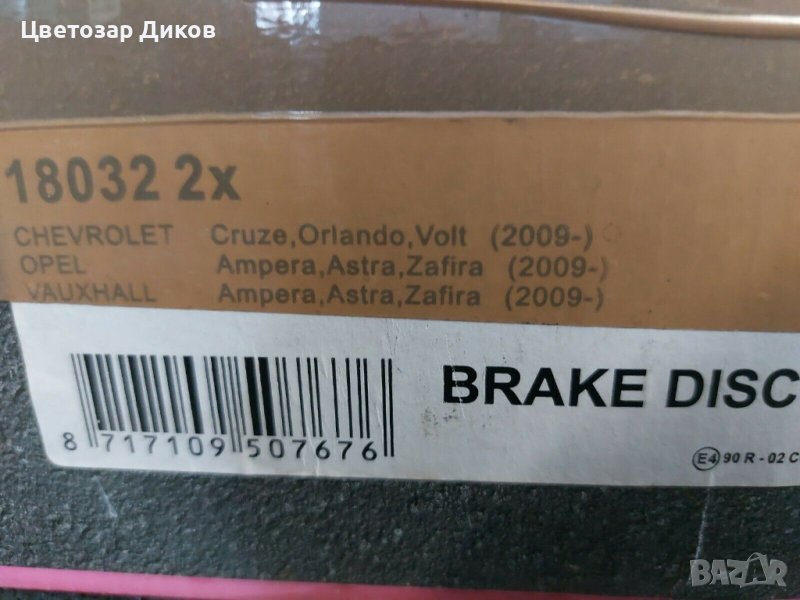 Цветозар Диков
18032 2x
CHEVROLET Cruze,Orlando,Volt (2009-)
OPEL Ampera,Astra,Zafira (2009-)
VAUXHALL Ampera,Astra,Zafira (2009-)
BRAKE DISC
8 717109 507676
E4 90 R - 02 C
BAZAR